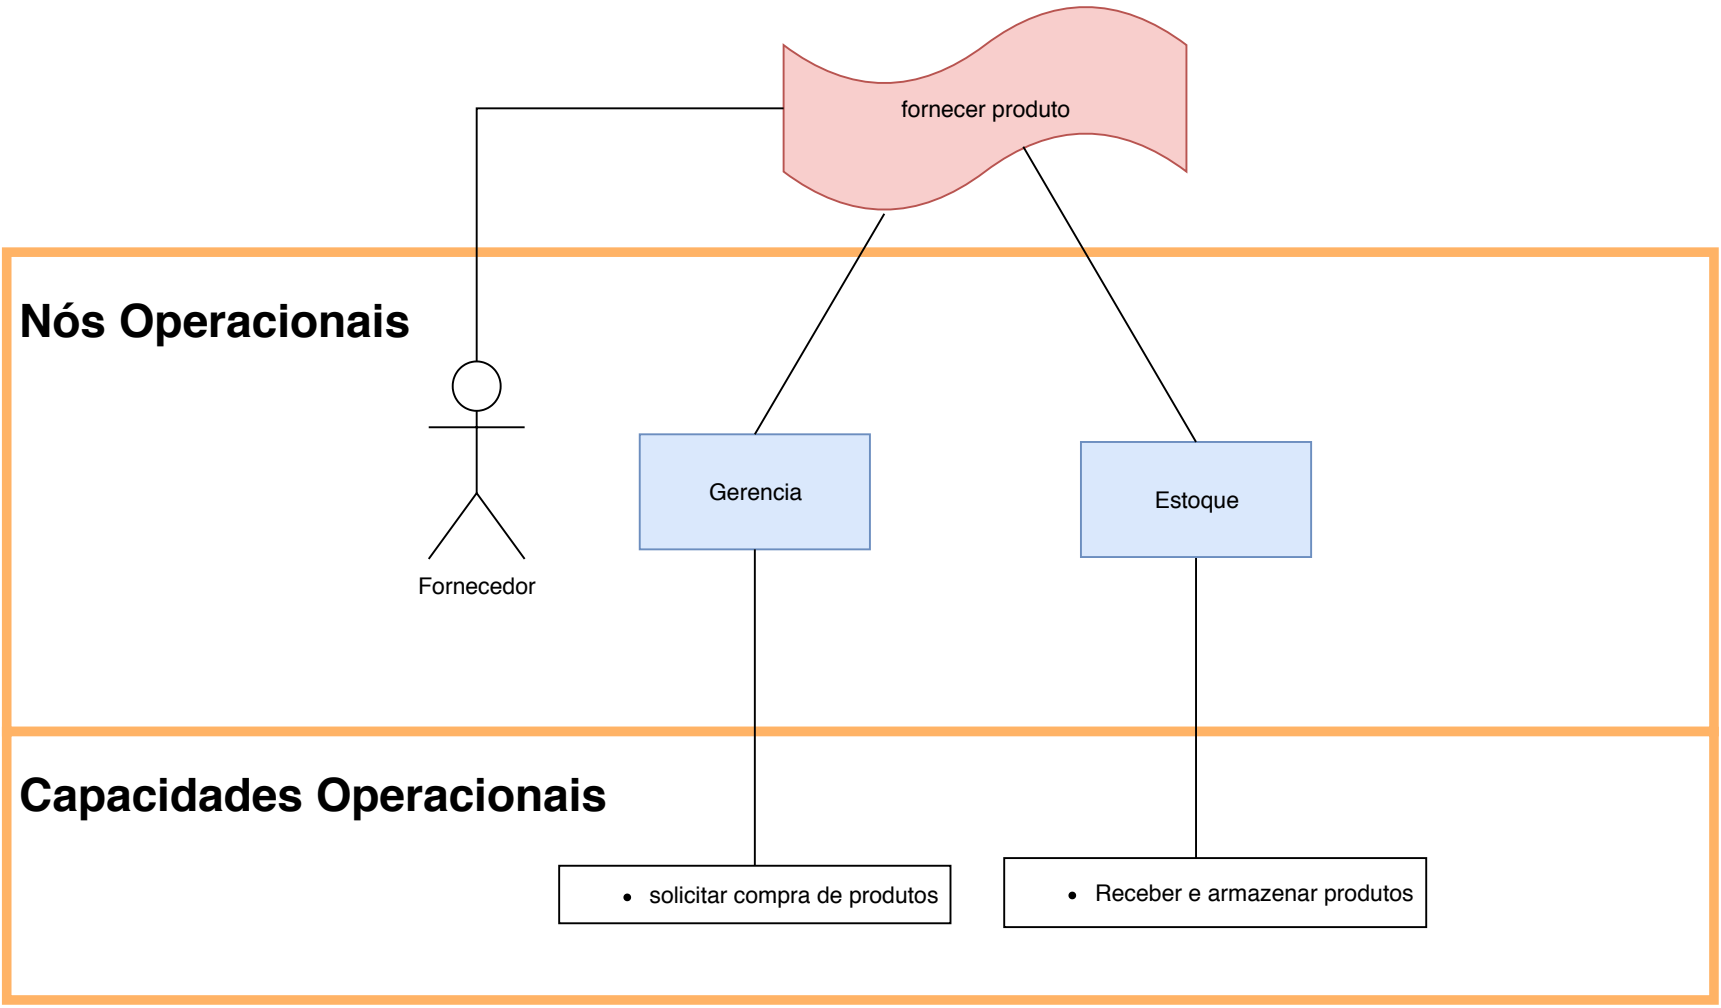 fornecer produto
Nós Operacionais
Gerencia
Estoque
Fornecedor
Capacidades Operacionais
• solicitar compra de produtos
• Receber e armazenar produtos